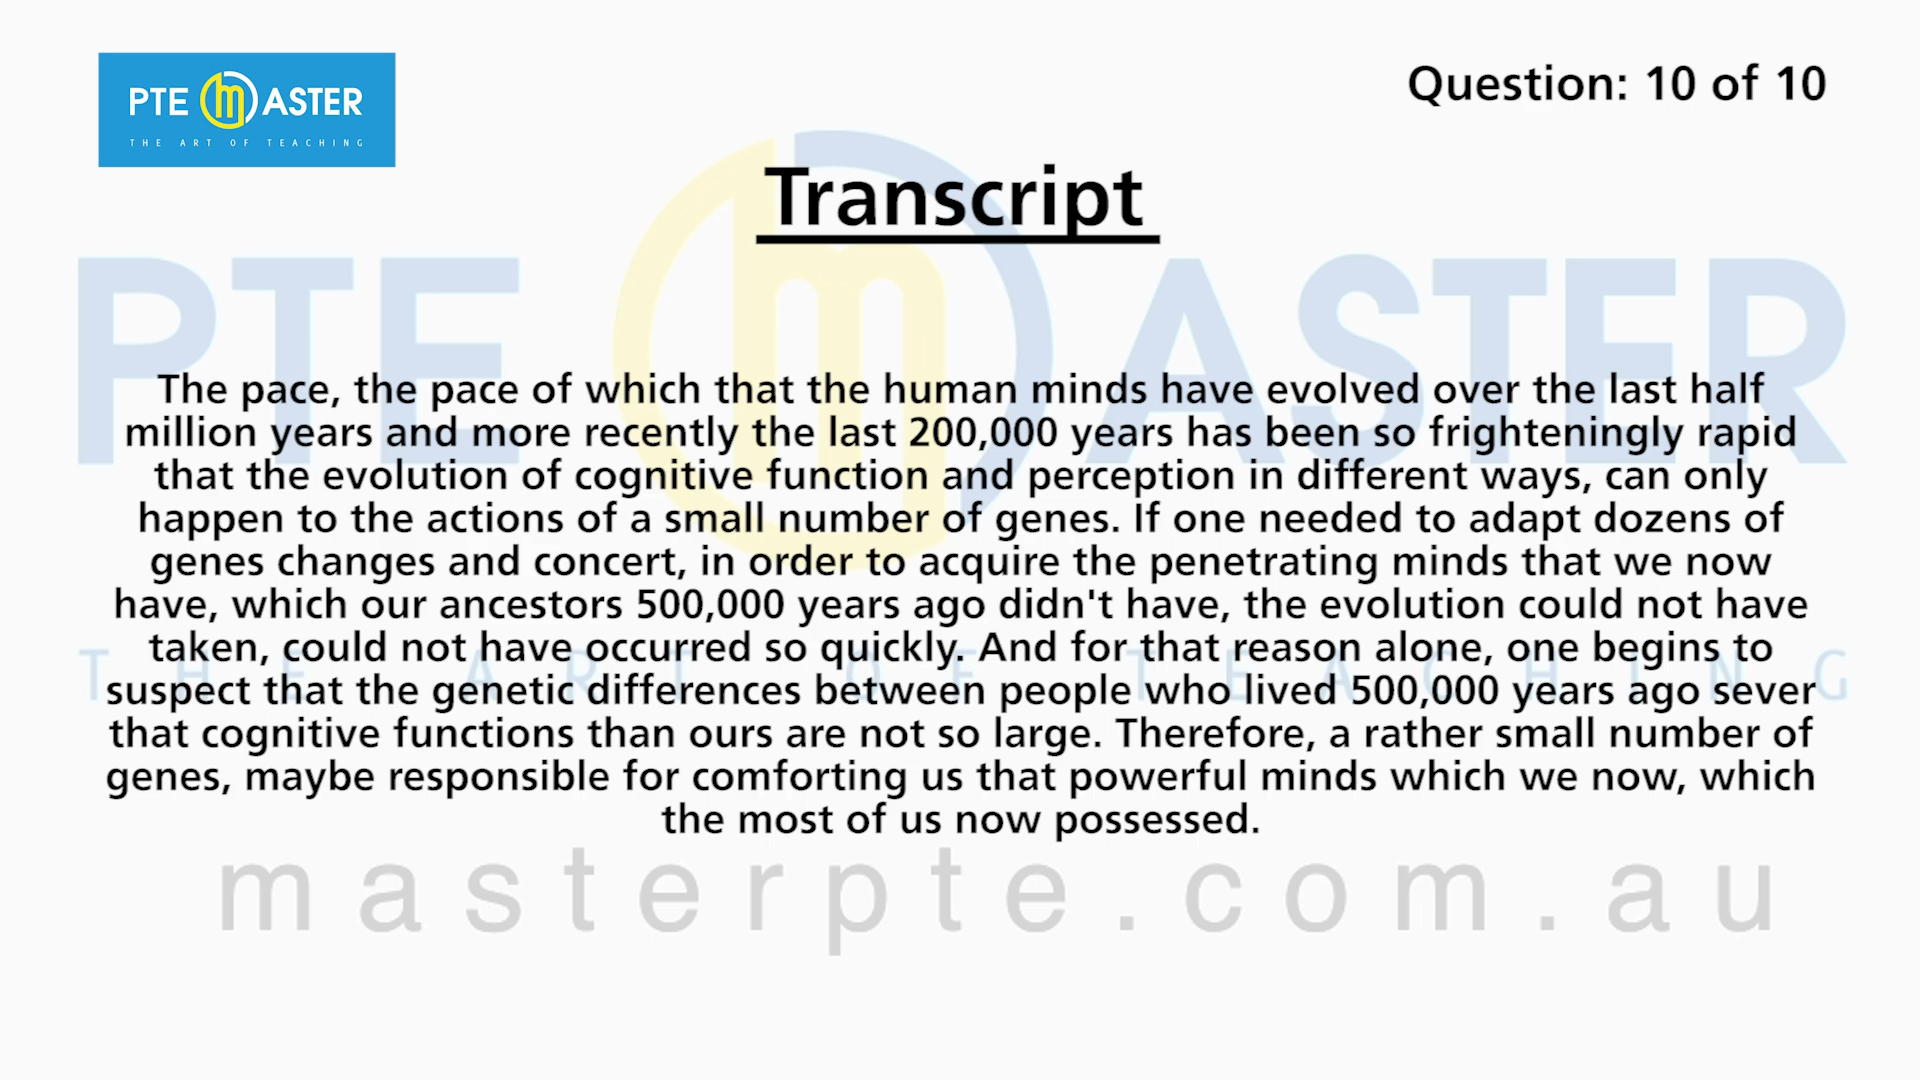 PTE MASTER
THE ART OF TEACHING
Question: 10 of 10
Transcript
The pace, the pace of which that the human minds have evolved over the last half
million years and more recently the last 200,000 years has been so frighteningly rapid
that the evolution of cognitive function and perception in different ways, can only
happen to the actions of a small number of genes. If one needed to adapt dozens of
genes changes and concert, in order to acquire the penetrating minds that we now
have, which our ancestors 500,000 years ago didn't have, the evolution could not have
taken, could not have occurred so quickly. And for that reason alone, one begins to
suspect that the genetic differences between people who lived 500,000 years ago sever
that cognitive functions than ours are not so large. Therefore, a rather small number of
genes, maybe responsible for comforting us that powerful minds which we now, which
the most of us now possessed.
PTE MASTER
THE ART OF TEACHING
masterpte.com.au